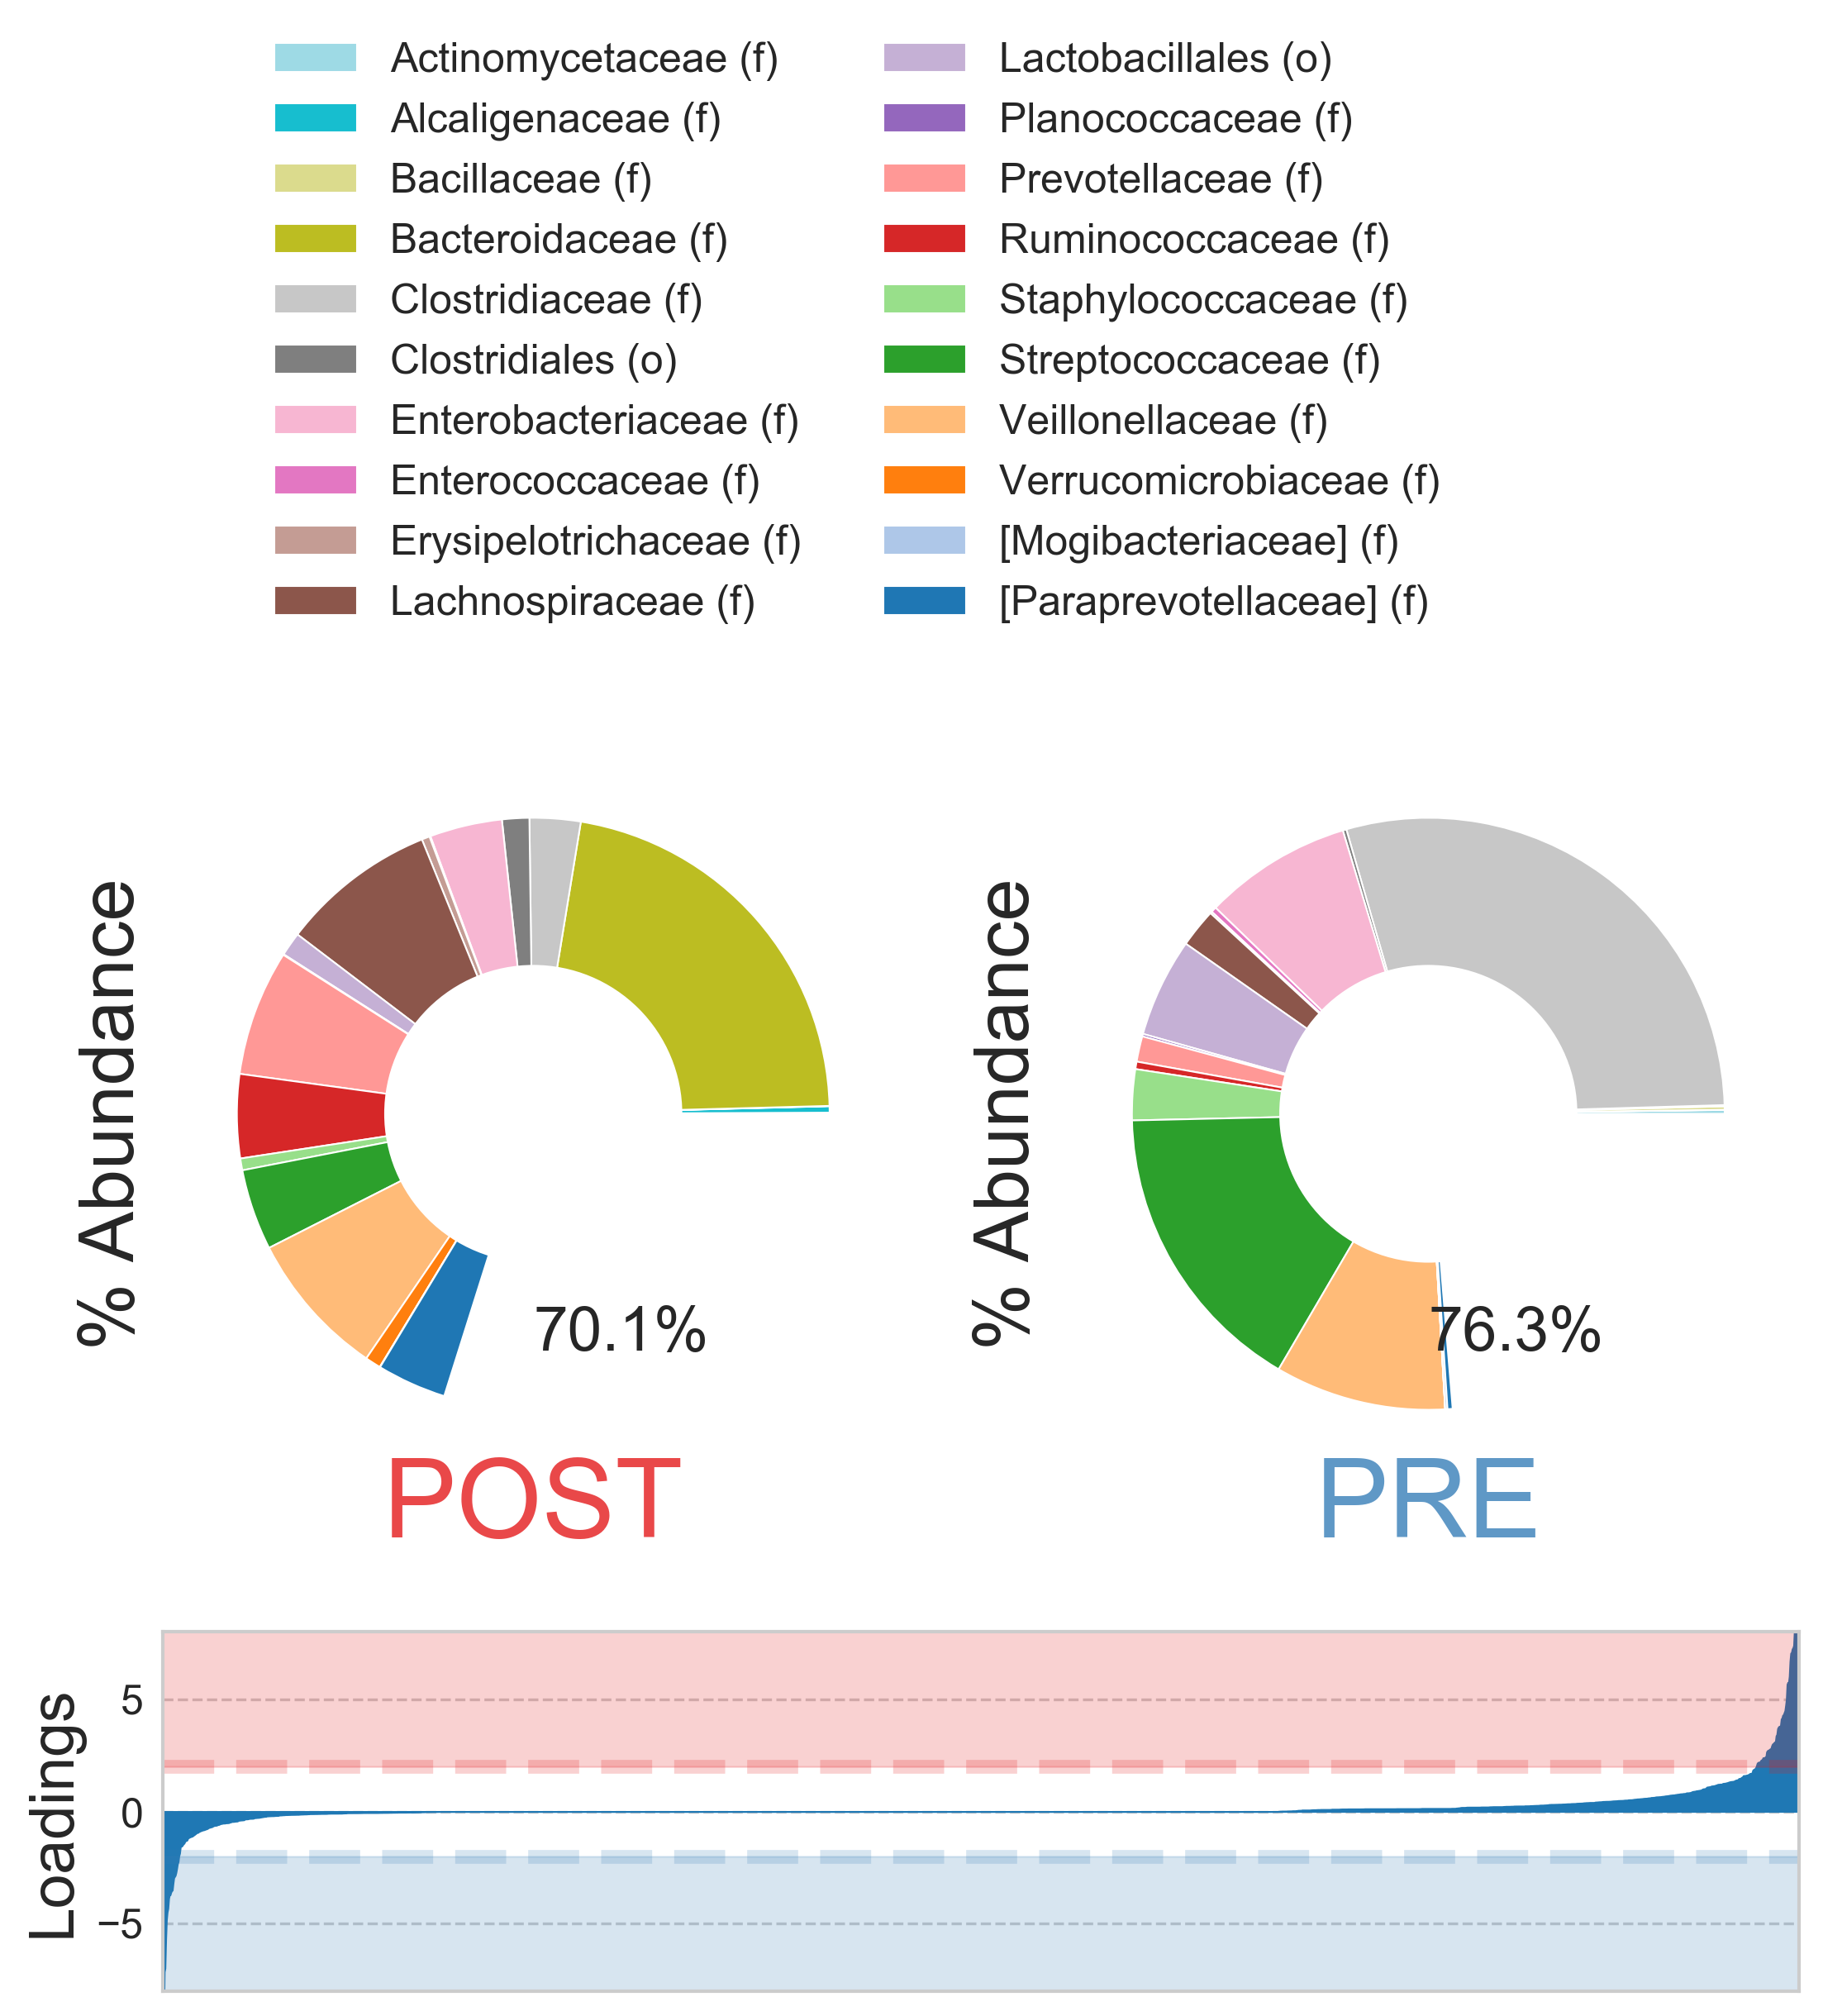 Actinomycetaceae (f)
Alcaligenaceae (f)
Bacillaceae (f)
Bacteroidaceae (f)
Clostridiaceae (f)
Clostridiales (o)
Enterobacteriaceae (f)
Enterococcaceae (f)
Erysipelotrichaceae (f)
Lachnospiraceae (f)
Lactobacillales (o)
Planococcaceae (f)
Prevotellaceae (f)
Ruminococcaceae (f)
Staphylococcaceae (f)
Streptococcaceae (f)
Veillonellaceae (f)
Verrucomicrobiaceae (f)
[Mogibacteriaceae] (f)
[Paraprevotellaceae] (f)
% Abundance
70.1%
POST
% Abundance
76.3%
PRE
Loadings
5
0
−5